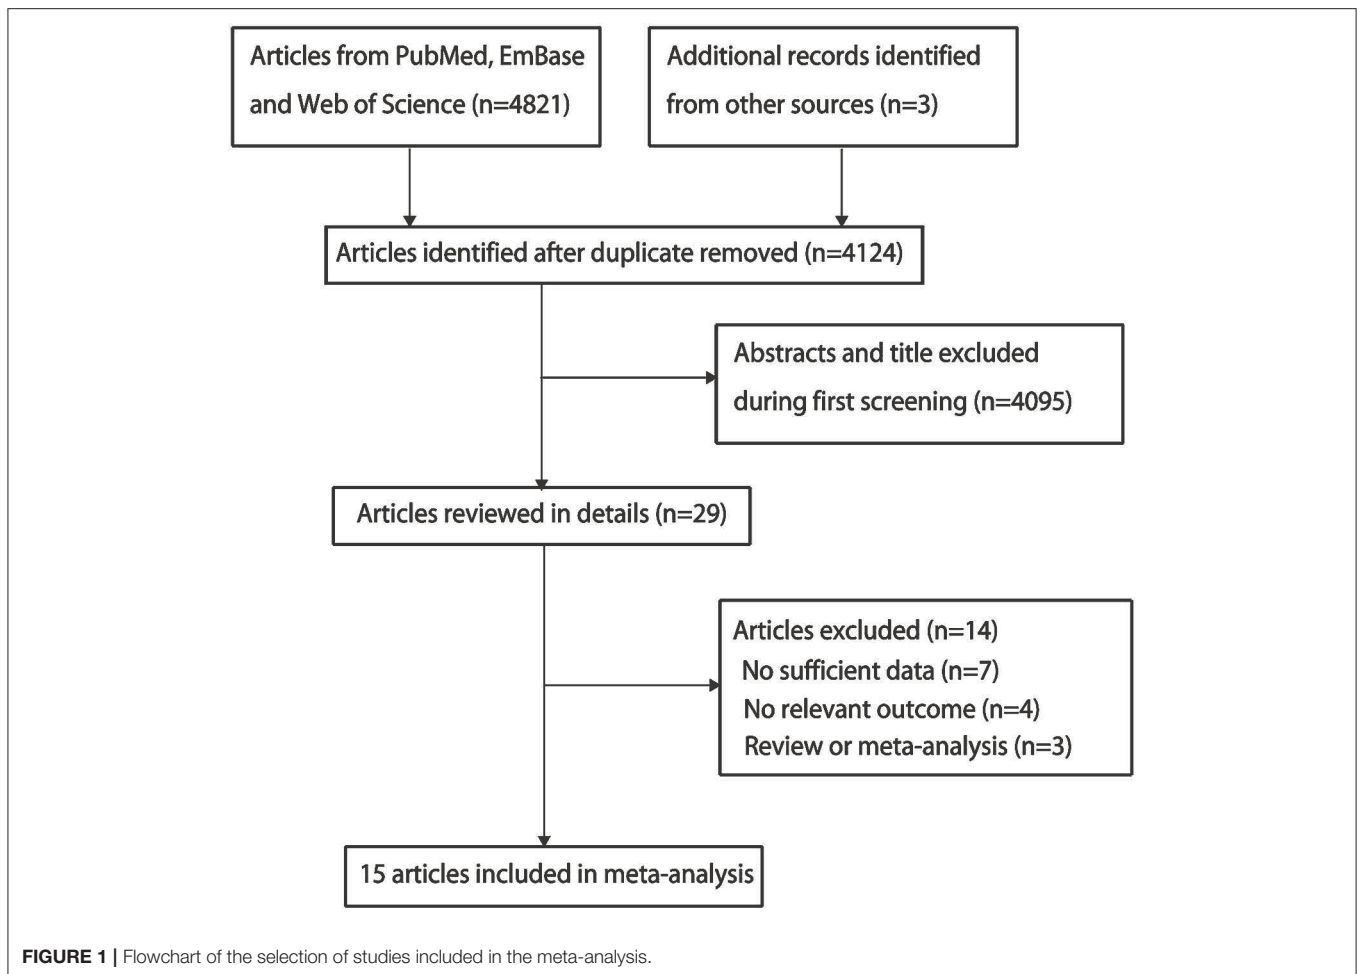 Articles from PubMed, EmBase
and Web of Science (n=4821)
Additional records identified
from other sources (n=3)
Articles identified after duplicate removed (n=4124)
Abstracts and title excluded
during first screening (n=4095)
Articles reviewed in details (n=29)
Articles excluded (n=14)
No sufficient data (n=7)
No relevant outcome (n=4)
Review or meta-analysis (n=3)
15 articles included in meta-analysis
FIGURE 1 | Flowchart of the selection of studies included in the meta-analysis.